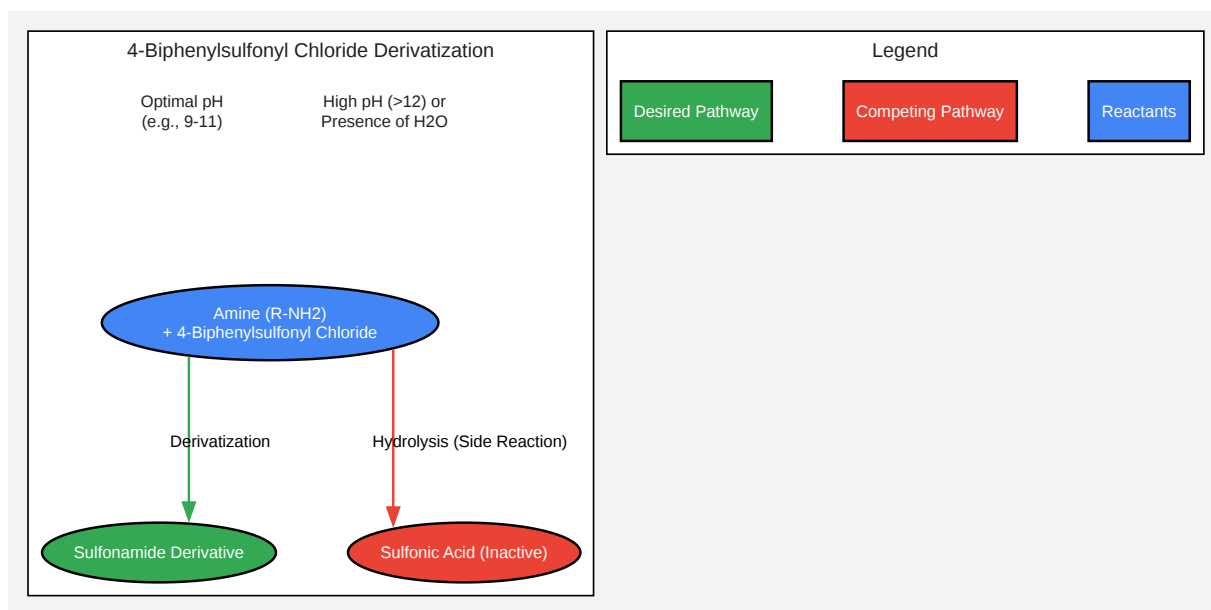 4-Biphenylsulfonyl Chloride Derivatization
Optimal pH
(e.g., 9-11)
High pH (>12) or
Presence of H2O
Amine (R-NH2)
+ 4-Biphenylsulfonyl Chloride
Derivatization
Hydrolysis (Side Reaction)
Sulfonamide Derivative
Sulfonic Acid (Inactive)
Legend
Desired Pathway
Competing Pathway
Reactants